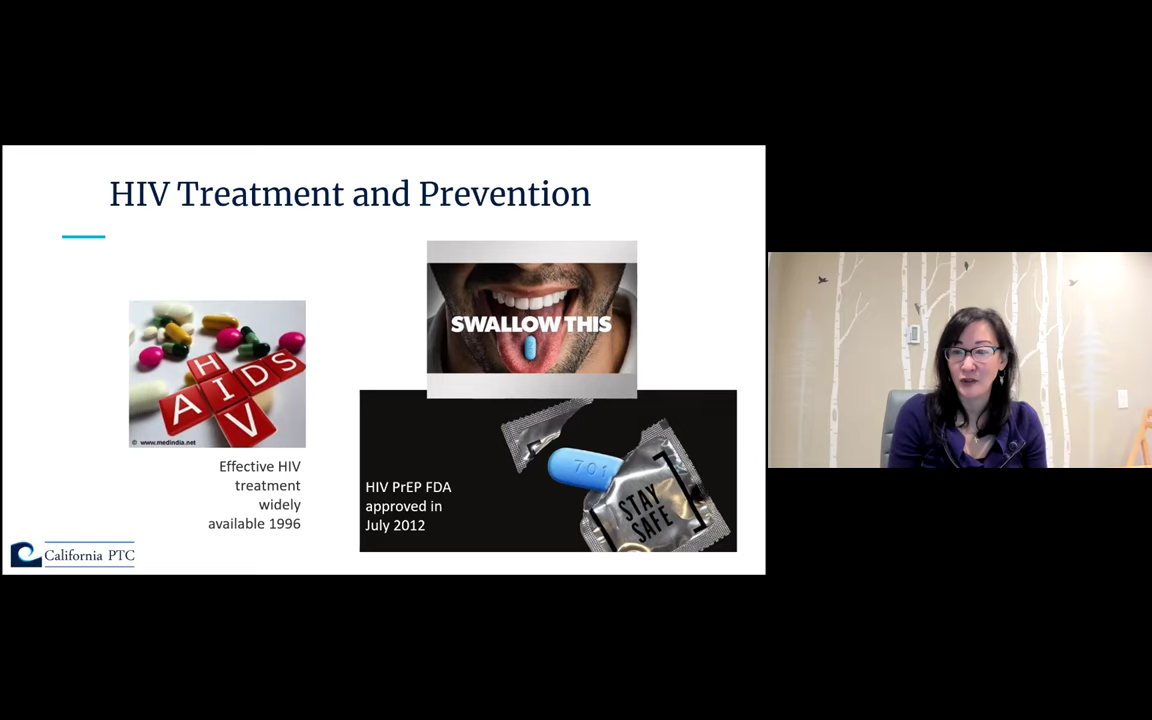 HIV Treatment and Prevention
SWALLOW THIS
HIV
AIDS
© www.medindia.net
Effective HIV
treatment
widely
available 1996
HIV PrEP FDA
approved in
July 2012
701
STAY
SAFE
California PTC